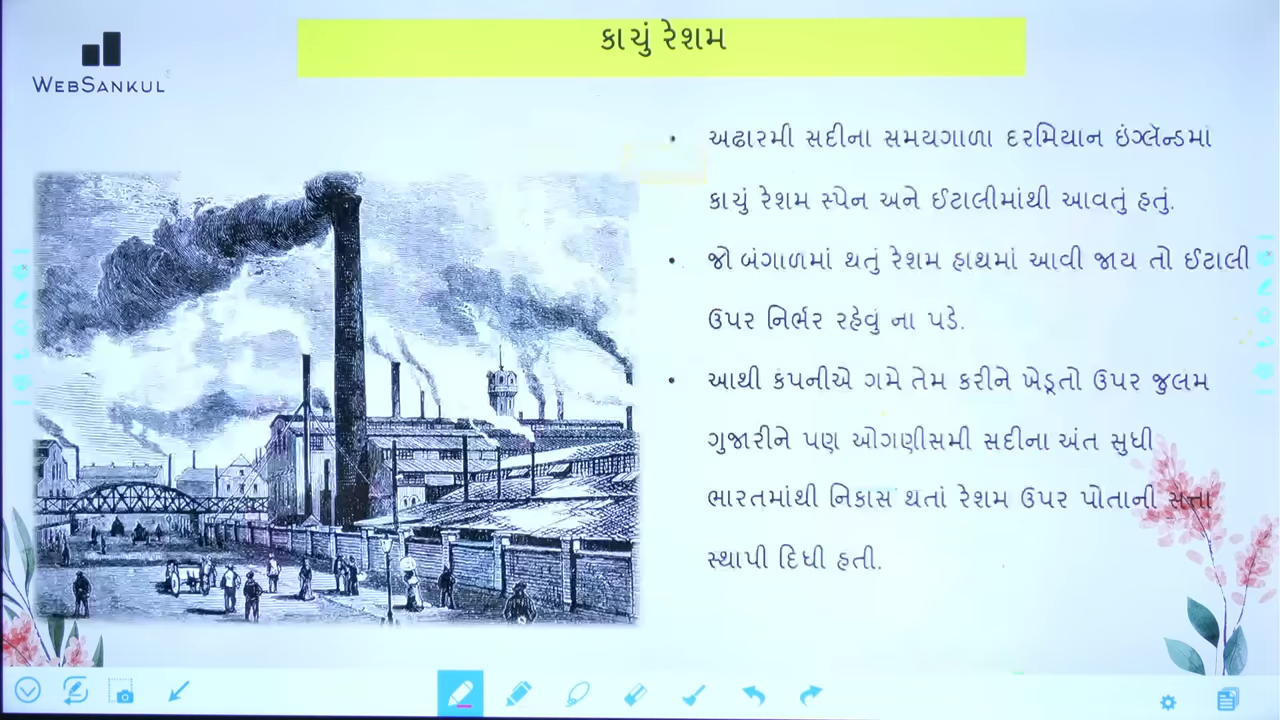 કાચું રેશમ
WEBSANKUL
• અઢારમી સદીના સમયગાળા દરમિયાન ઇંગ્લૅન્ડમાં
કાચું રેશમ સ્પેન અને ઈટાલીમાંથી આવતું હતું.
• જો બંગાળમાં થતું રેશમ હાથમાં આવી જાય તો ઈટાલી
ઉપર નિર્ભર રહેવું ના પડે.
• આથી કંપનીએ ગમે તેમ કરીને ખેડૂતો ઉપર જુલમ
ગુજારીને પણ ઓગણીસમી સદીના અંત સુધી
ભારતમાંથી નિકાસ થતાં રેશમ ઉપર પોતાની સત્તા
સ્થાપી દિધી હતી.